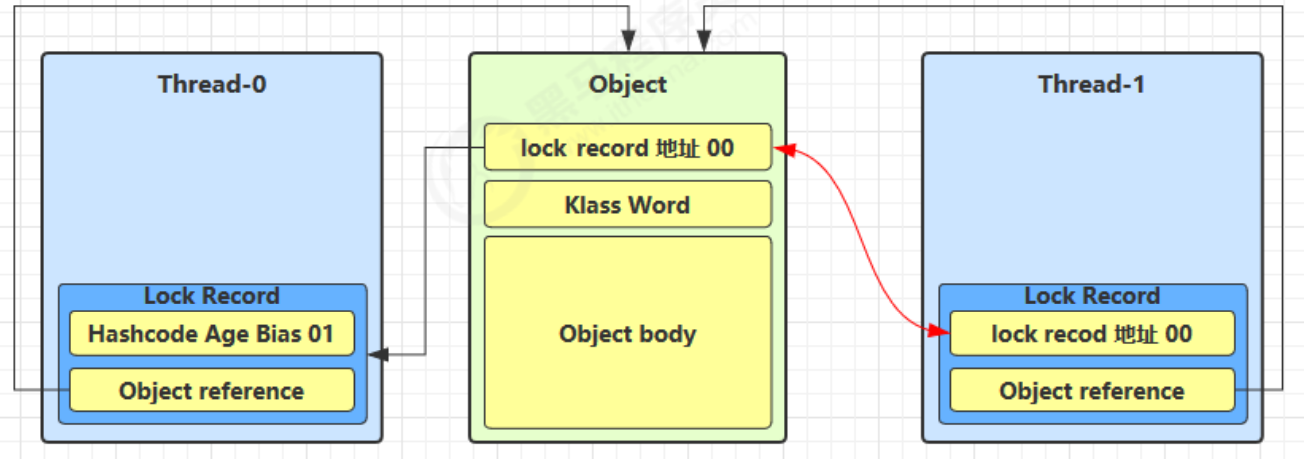 Thread-0
Lock Record
Hashcode Age Bias 01
Object reference
Object
lock record 地址 00
Klass Word
Object body
Thread-1
Lock Record
lock recod 地址 00
Object reference